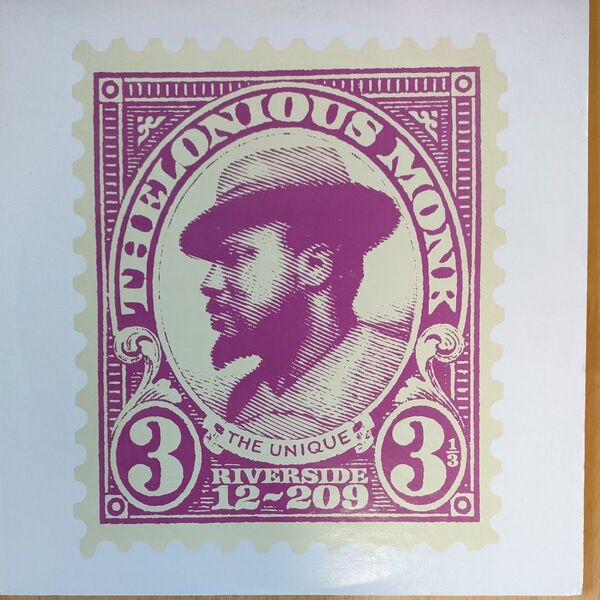 THELONIOUS MONK
THE UNIQUE
RIVERSIDE
12~209
3
3 1/3